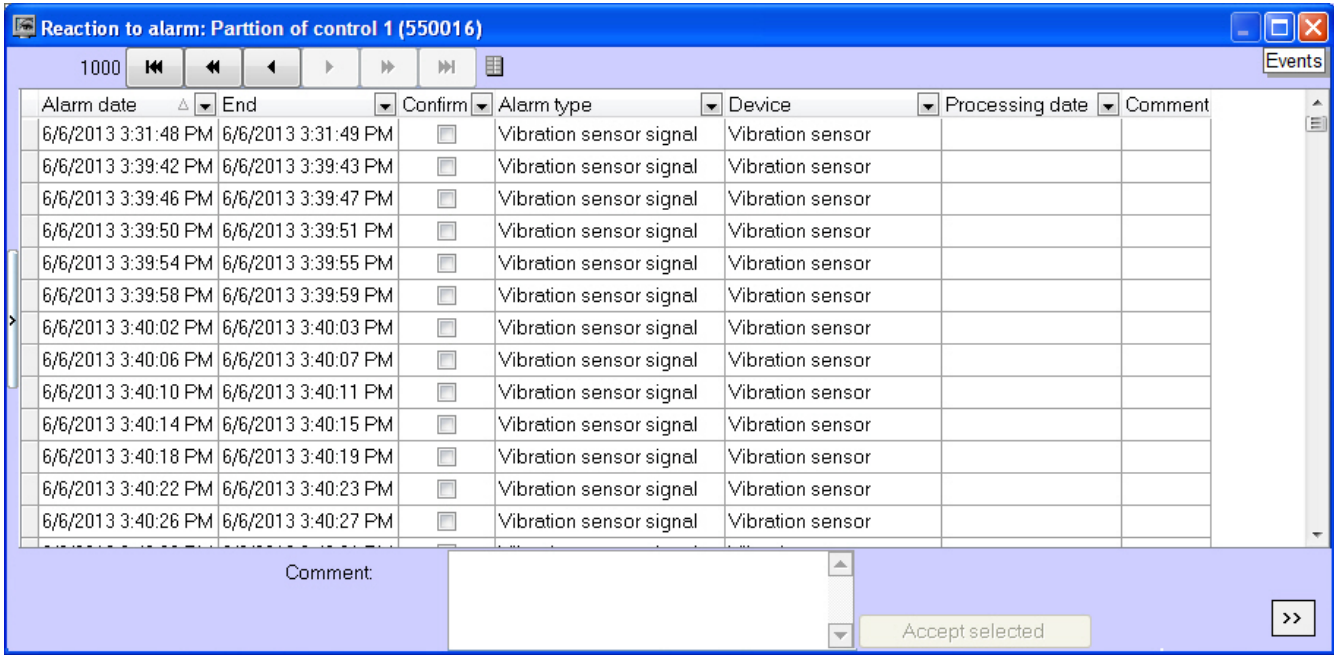 Reaction to alarm: Parttion of control 1 (550016)
1000
Events
Alarm date End Confirm Alarm type Device Processing date Comment
6/6/2013 3:31:48 PM 6/6/2013 3:31:49 PM Vibration sensor signal Vibration sensor
6/6/2013 3:39:42 PM 6/6/2013 3:39:43 PM Vibration sensor signal Vibration sensor
6/6/2013 3:39:46 PM 6/6/2013 3:39:47 PM Vibration sensor signal Vibration sensor
6/6/2013 3:39:50 PM 6/6/2013 3:39:51 PM Vibration sensor signal Vibration sensor
6/6/2013 3:39:54 PM 6/6/2013 3:39:55 PM Vibration sensor signal Vibration sensor
6/6/2013 3:39:58 PM 6/6/2013 3:39:59 PM Vibration sensor signal Vibration sensor
6/6/2013 3:40:02 PM 6/6/2013 3:40:03 PM Vibration sensor signal Vibration sensor
6/6/2013 3:40:06 PM 6/6/2013 3:40:07 PM Vibration sensor signal Vibration sensor
6/6/2013 3:40:10 PM 6/6/2013 3:40:11 PM Vibration sensor signal Vibration sensor
6/6/2013 3:40:14 PM 6/6/2013 3:40:15 PM Vibration sensor signal Vibration sensor
6/6/2013 3:40:18 PM 6/6/2013 3:40:19 PM Vibration sensor signal Vibration sensor
6/6/2013 3:40:22 PM 6/6/2013 3:40:23 PM Vibration sensor signal Vibration sensor
6/6/2013 3:40:26 PM 6/6/2013 3:40:27 PM Vibration sensor signal Vibration sensor
Comment:
Accept selected
>>